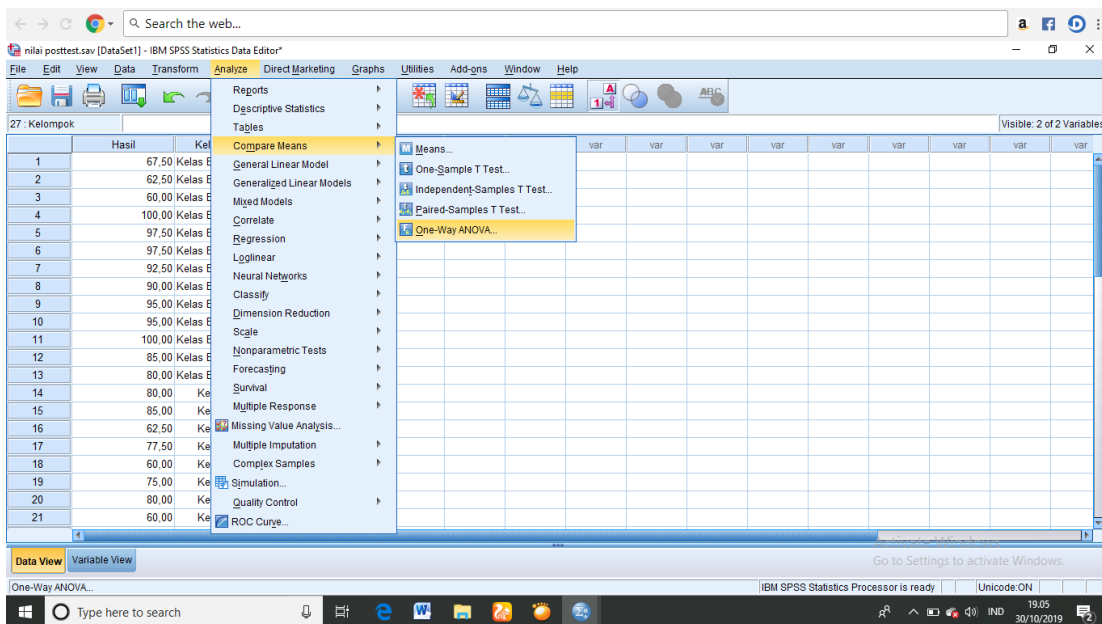 Search the web...
nilai posttest.sav [DataSet1] - IBM SPSS Statistics Data Editor*
File Edit View Data Transform Analyze Direct Marketing Graphs Utilities Add-ons Window Help
27 : Kelompok
Visible: 2 of 2 Variables
Hasil Kel var var var var var var var var var
1 67,50 Kelas E
2 62,50 Kelas E
3 60,00 Kelas E
4 100,00 Kelas E
5 97,50 Kelas E
6 97,50 Kelas E
7 92,50 Kelas E
8 90,00 Kelas E
9 95,00 Kelas E
10 95,00 Kelas E
11 100,00 Kelas E
12 85,00 Kelas E
13 80,00 Kelas E
14 80,00 Ke
15 85,00 Ke
16 62,50 Ke
17 77,50 Ke
18 60,00 Ke
19 75,00 Ke
20 80,00 Ke
21 60,00 Ke
Reports
Descriptive Statistics
Tables
Compare Means
General Linear Model
Generalized Linear Models
Mixed Models
Correlate
Regression
Loglinear
Neural Networks
Classify
Dimension Reduction
Scale
Nonparametric Tests
Forecasting
Survival
Multiple Response
Missing Value Analysis...
Multiple Imputation
Complex Samples
Simulation...
Quality Control
ROC Curve...
Means...
One-Sample T Test...
Independent-Samples T Test...
Paired-Samples T Test...
One-Way ANOVA...
Data View Variable View
Go to Settings to activate Windows.
One-Way ANOVA...
IBM SPSS Statistics Processor is ready Unicode:ON
Type here to search
IND
19.05
30/10/2019